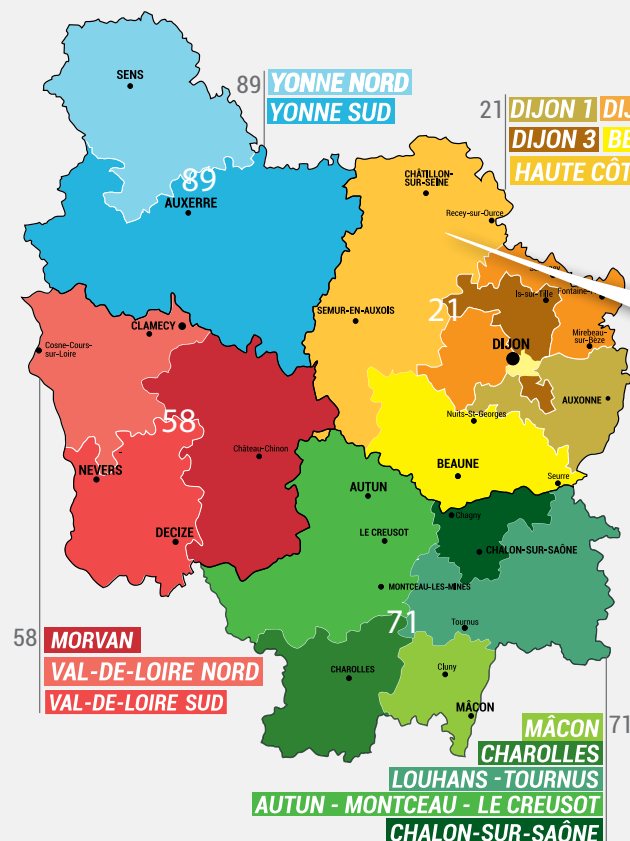 SENS
89
YONNE NORD
YONNE SUD
21
DIJON 1
DIJON 3
HAUTE
89
AUXERRE
CHÂTILLON-
SUR-SEINE
Recey-sur-Ource
Is-sur-Tille
21
SEMUR-EN-AUXOIS
Mirebeau-
sur-Bèze
DIJON
CLAMECY
Cosne-Cours-
sur-Loire
AUXONNE
58
Nuits-St-Georges
Château-Chinon
BEAUNE
NEVERS
Seurre
AUTUN
Chagny
DECIZE
LE CREUSOT
CHALON-SUR-SAÔNE
MONTCEAU-LES-MINES
71
Tournus
58
MORVAN
VAL-DE-LOIRE NORD
VAL-DE-LOIRE SUD
CHAROLLES
Cluny
MÂCON
71
MÂCON
CHAROLLES
LOUHANS - TOURNUS
AUTUN - MONTCEAU - LE CREUSOT
CHALON-SUR-SAÔNE